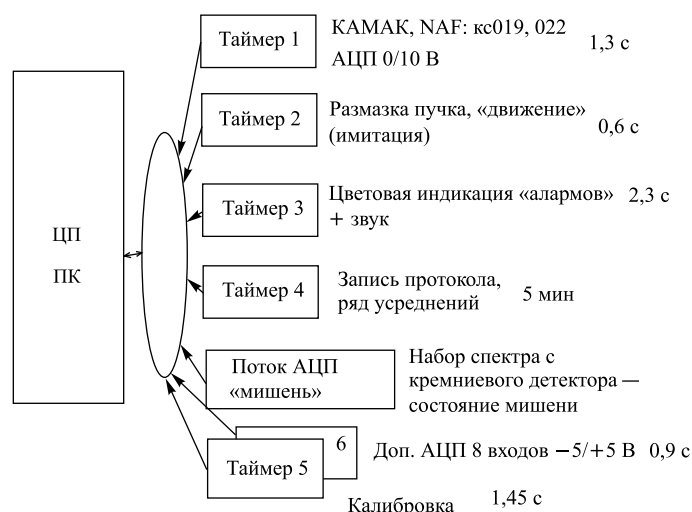 Таймер 1
КАМАК, NAF: кс019, 022
АЦП 0/10 В
1,3 с
Таймер 2
Размазка пучка, «движение»
(имитация)
0,6 с
Таймер 3
Цветовая индикация «алармов»
+ звук
2,3 с
ЦП
ПК
Таймер 4
Запись протокола,
ряд усреднений
5 мин
Поток АЦП
«мишень»
Набор спектра с
кремниевого детектора —
состояние мишени
6
Таймер 5
Доп. АЦП 8 входов −5/+5 В
0,9 с
Калибровка
1,45 с